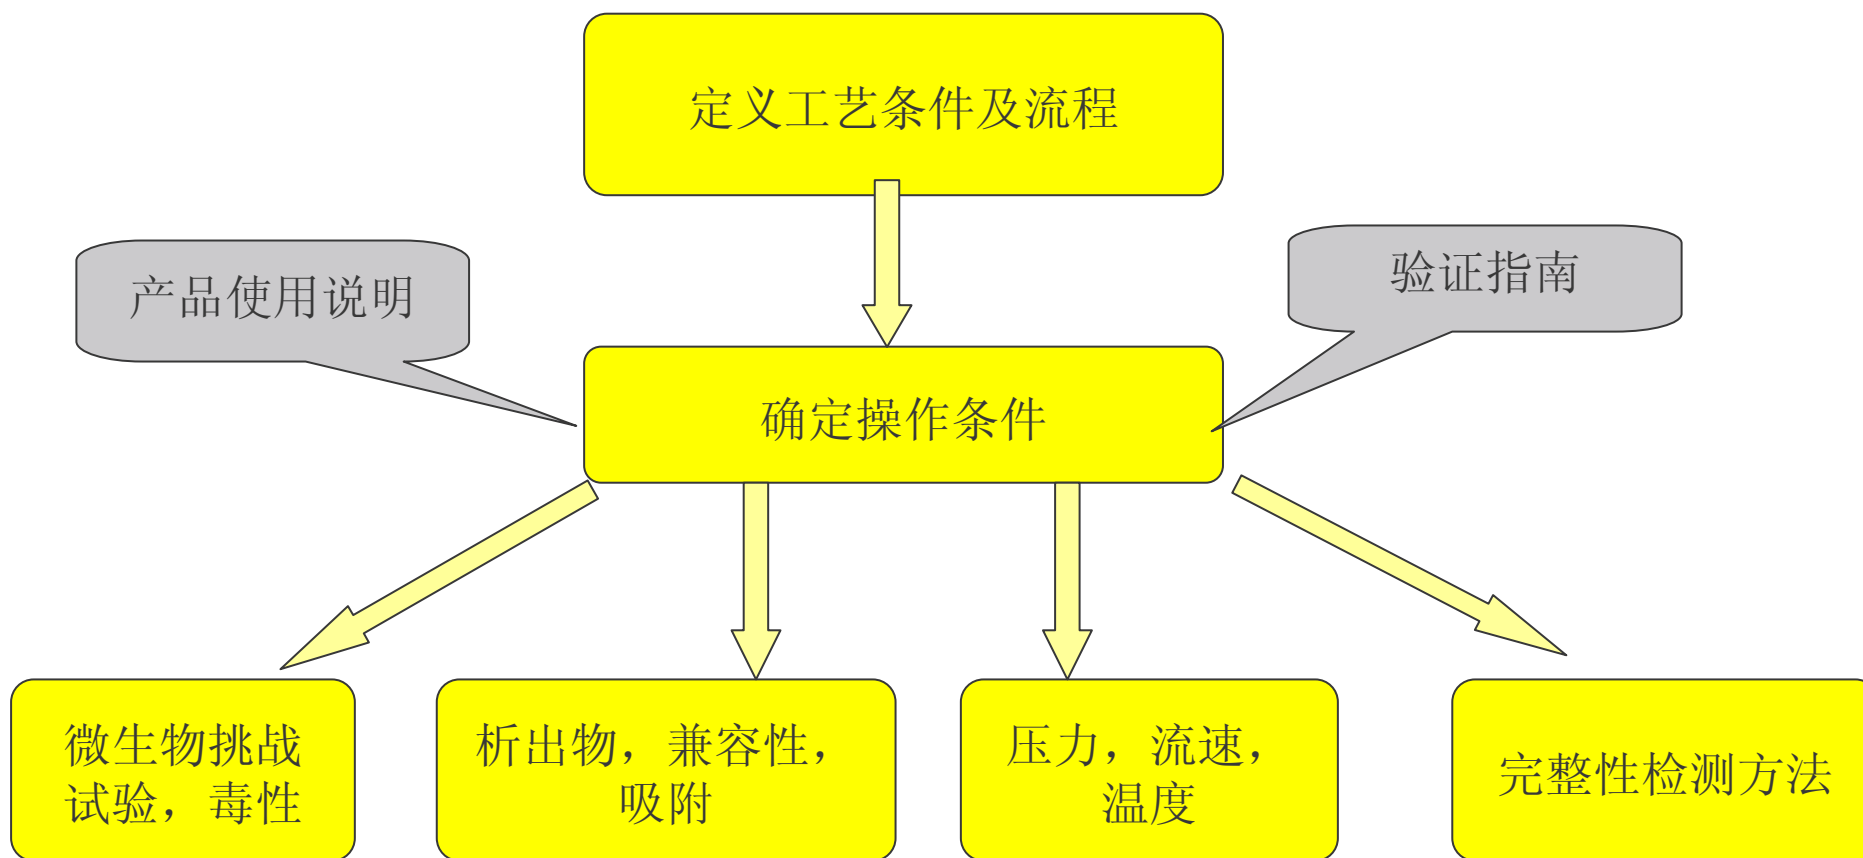 定义工艺条件及流程
产品使用说明
验证指南
确定操作条件
微生物挑战
试验，毒性
析出物，兼容性，
吸附
压力，流速，
温度
完整性检测方法